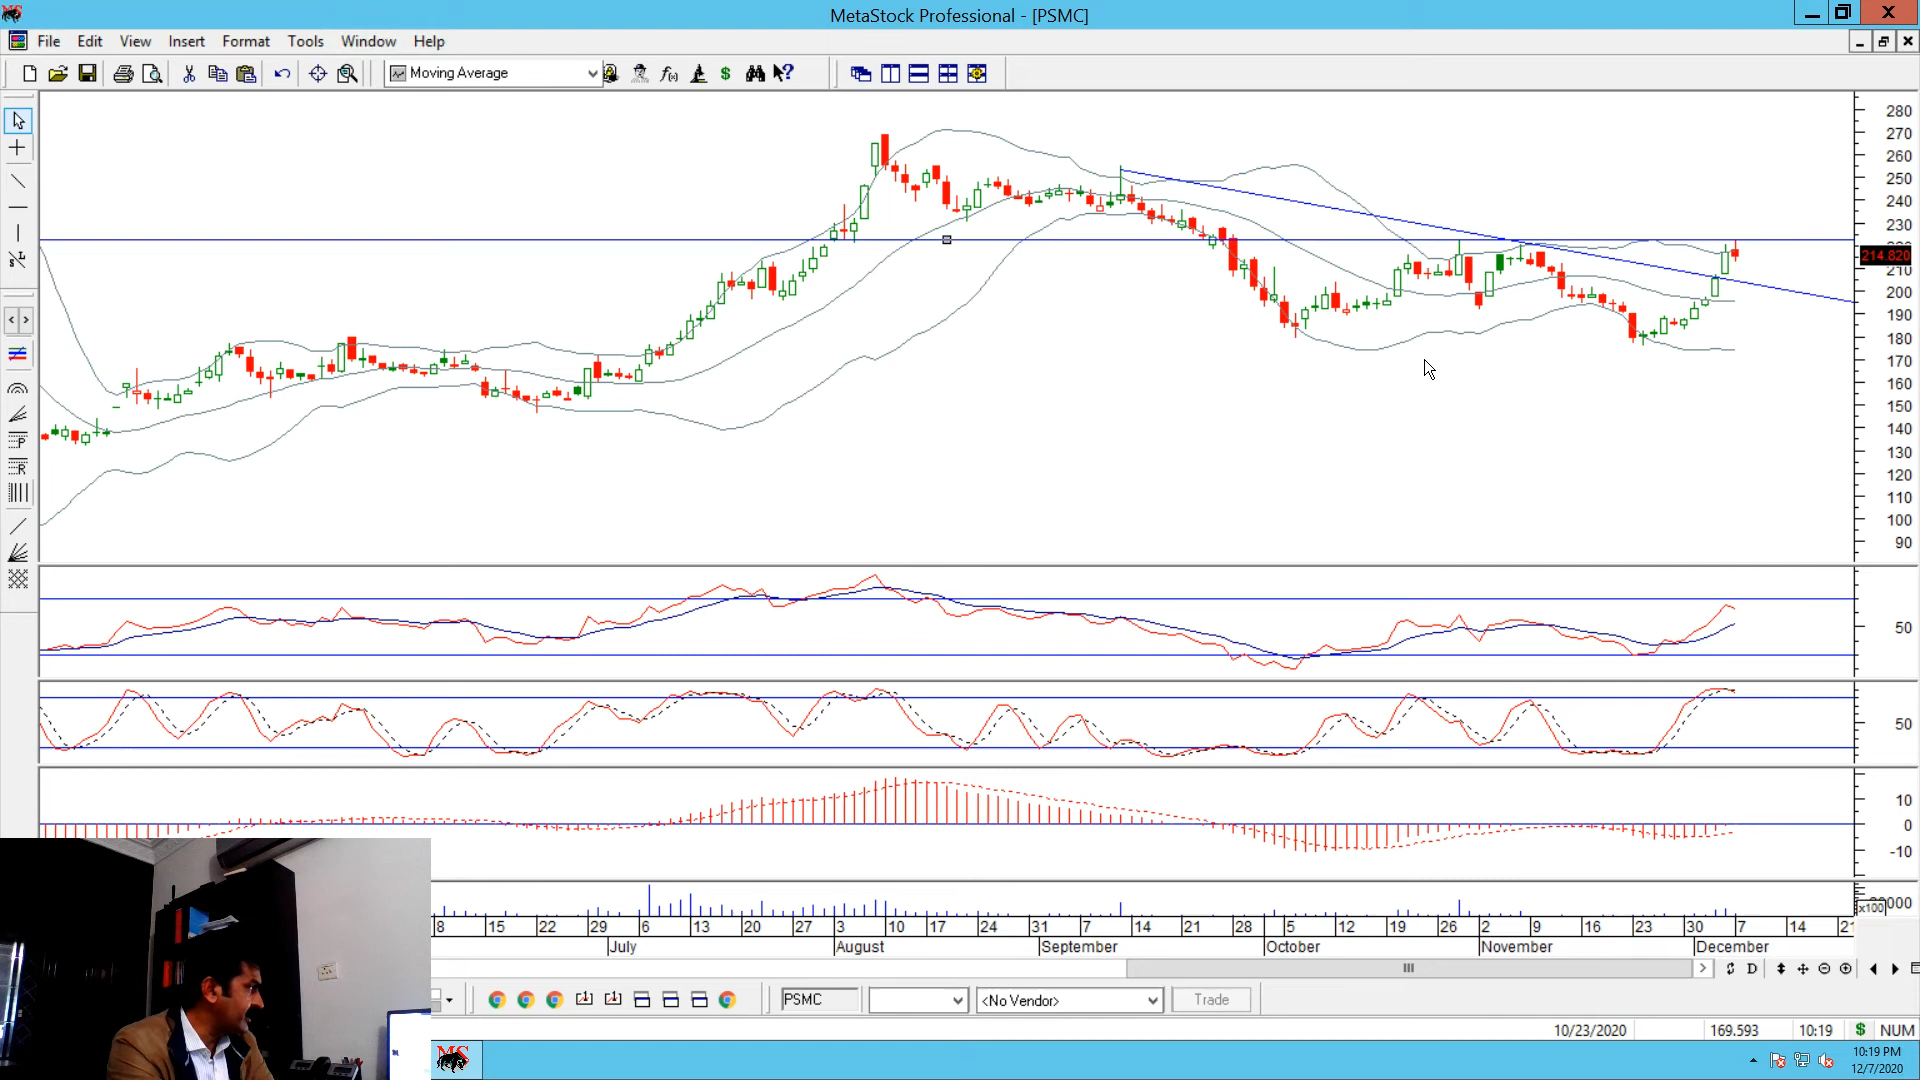 MetaStock Professional - [PSMC]
File Edit View Insert Format Tools Window Help
Moving Average
280
270
260
250
240
230
214.820
210
200
190
180
170
160
150
140
130
120
110
100
90
50
50
10
0
-10
x100
8 15 22 29 6 13 20 27 3 10 17 24 31 7 14 21 28 5 12 19 26 2 9 16 23 30 7 14 21
July August September October November December
D
PSMC <No Vendor> Trade
10/23/2020 169.593 10:19 $ NUM
MS
10:19 PM
12/7/2020